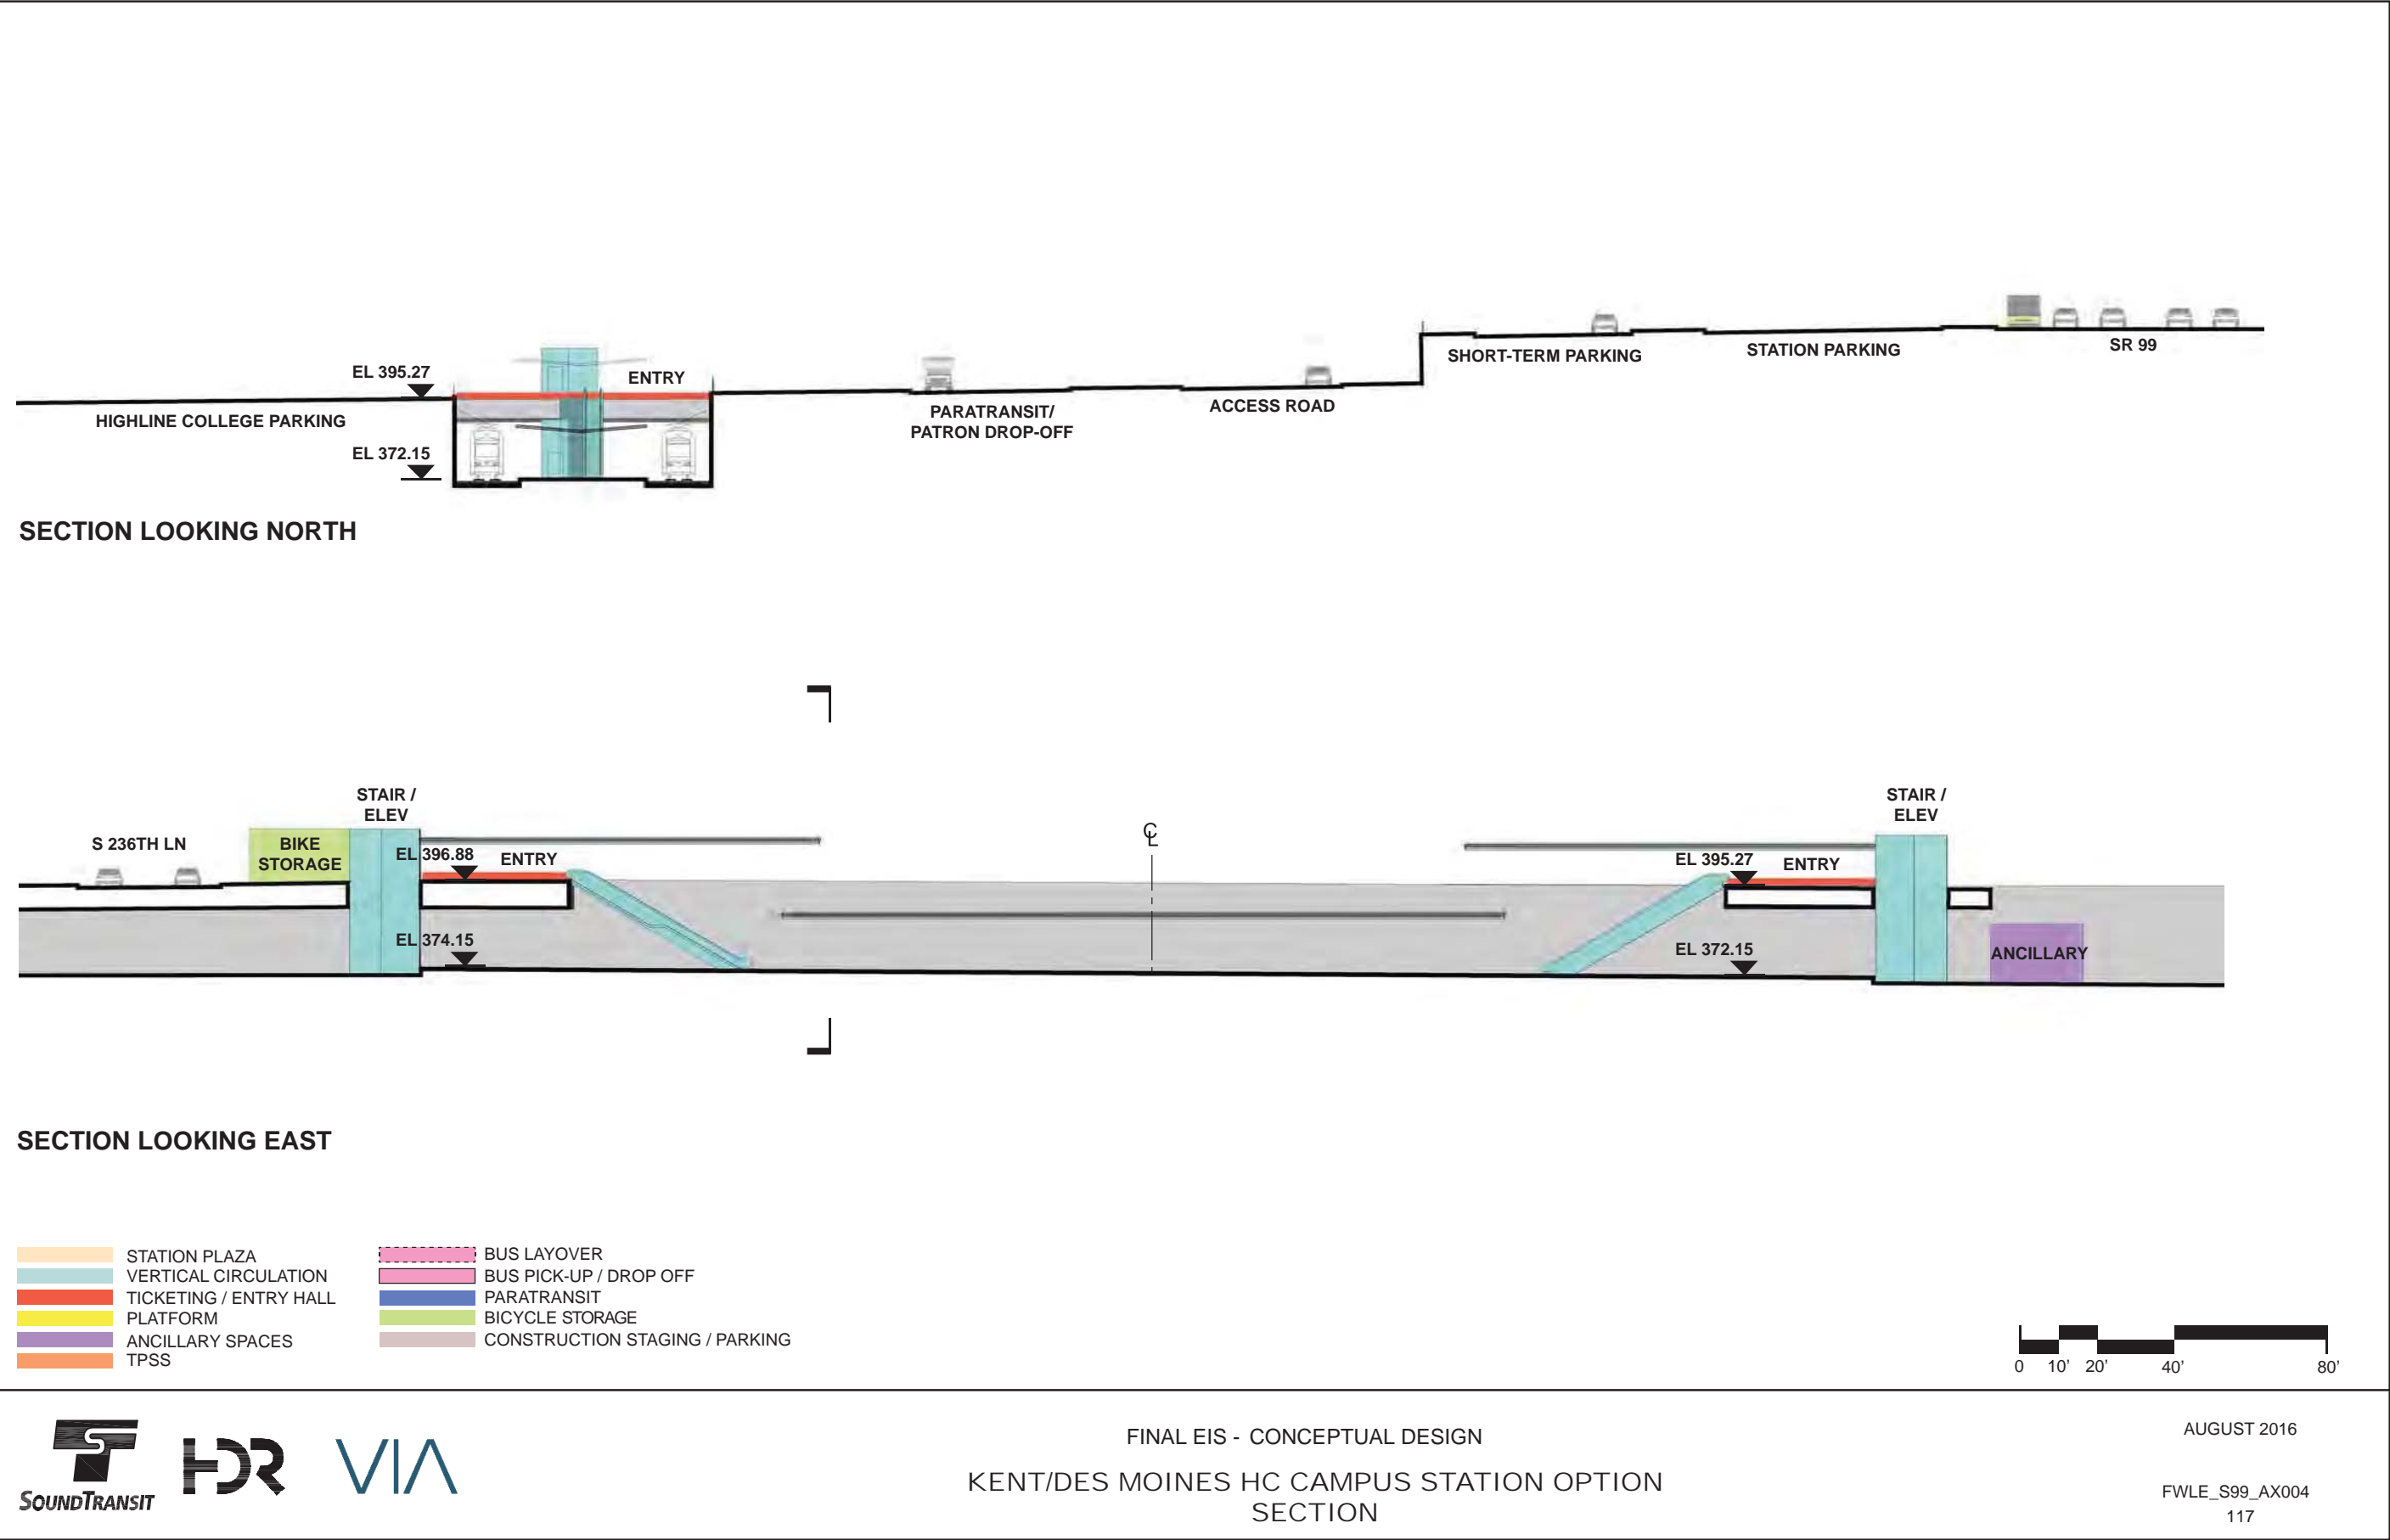 EL 395.27
ENTRY
HIGHLINE COLLEGE PARKING
EL 372.15
PARATRANSIT/
PATRON DROP-OFF
ACCESS ROAD
SHORT-TERM PARKING
STATION PARKING
SR 99
SECTION LOOKING NORTH
STAIR /
ELEV
S 236TH LN
BIKE
STORAGE
EL 396.88
ENTRY
EL 374.15
CL
STAIR /
ELEV
EL 395.27
ENTRY
EL 372.15
ANCILLARY
SECTION LOOKING EAST
STATION PLAZA
VERTICAL CIRCULATION
TICKETING / ENTRY HALL
PLATFORM
ANCILLARY SPACES
TPSS
BUS LAYOVER
BUS PICK-UP / DROP OFF
PARATRANSIT
BICYCLE STORAGE
CONSTRUCTION STAGING / PARKING
0 10' 20' 40' 80'
SOUNDTRANSIT
HDR
VIA
FINAL EIS - CONCEPTUAL DESIGN
KENT/DES MOINES HC CAMPUS STATION OPTION
SECTION
AUGUST 2016
FWLE_S99_AX004
117